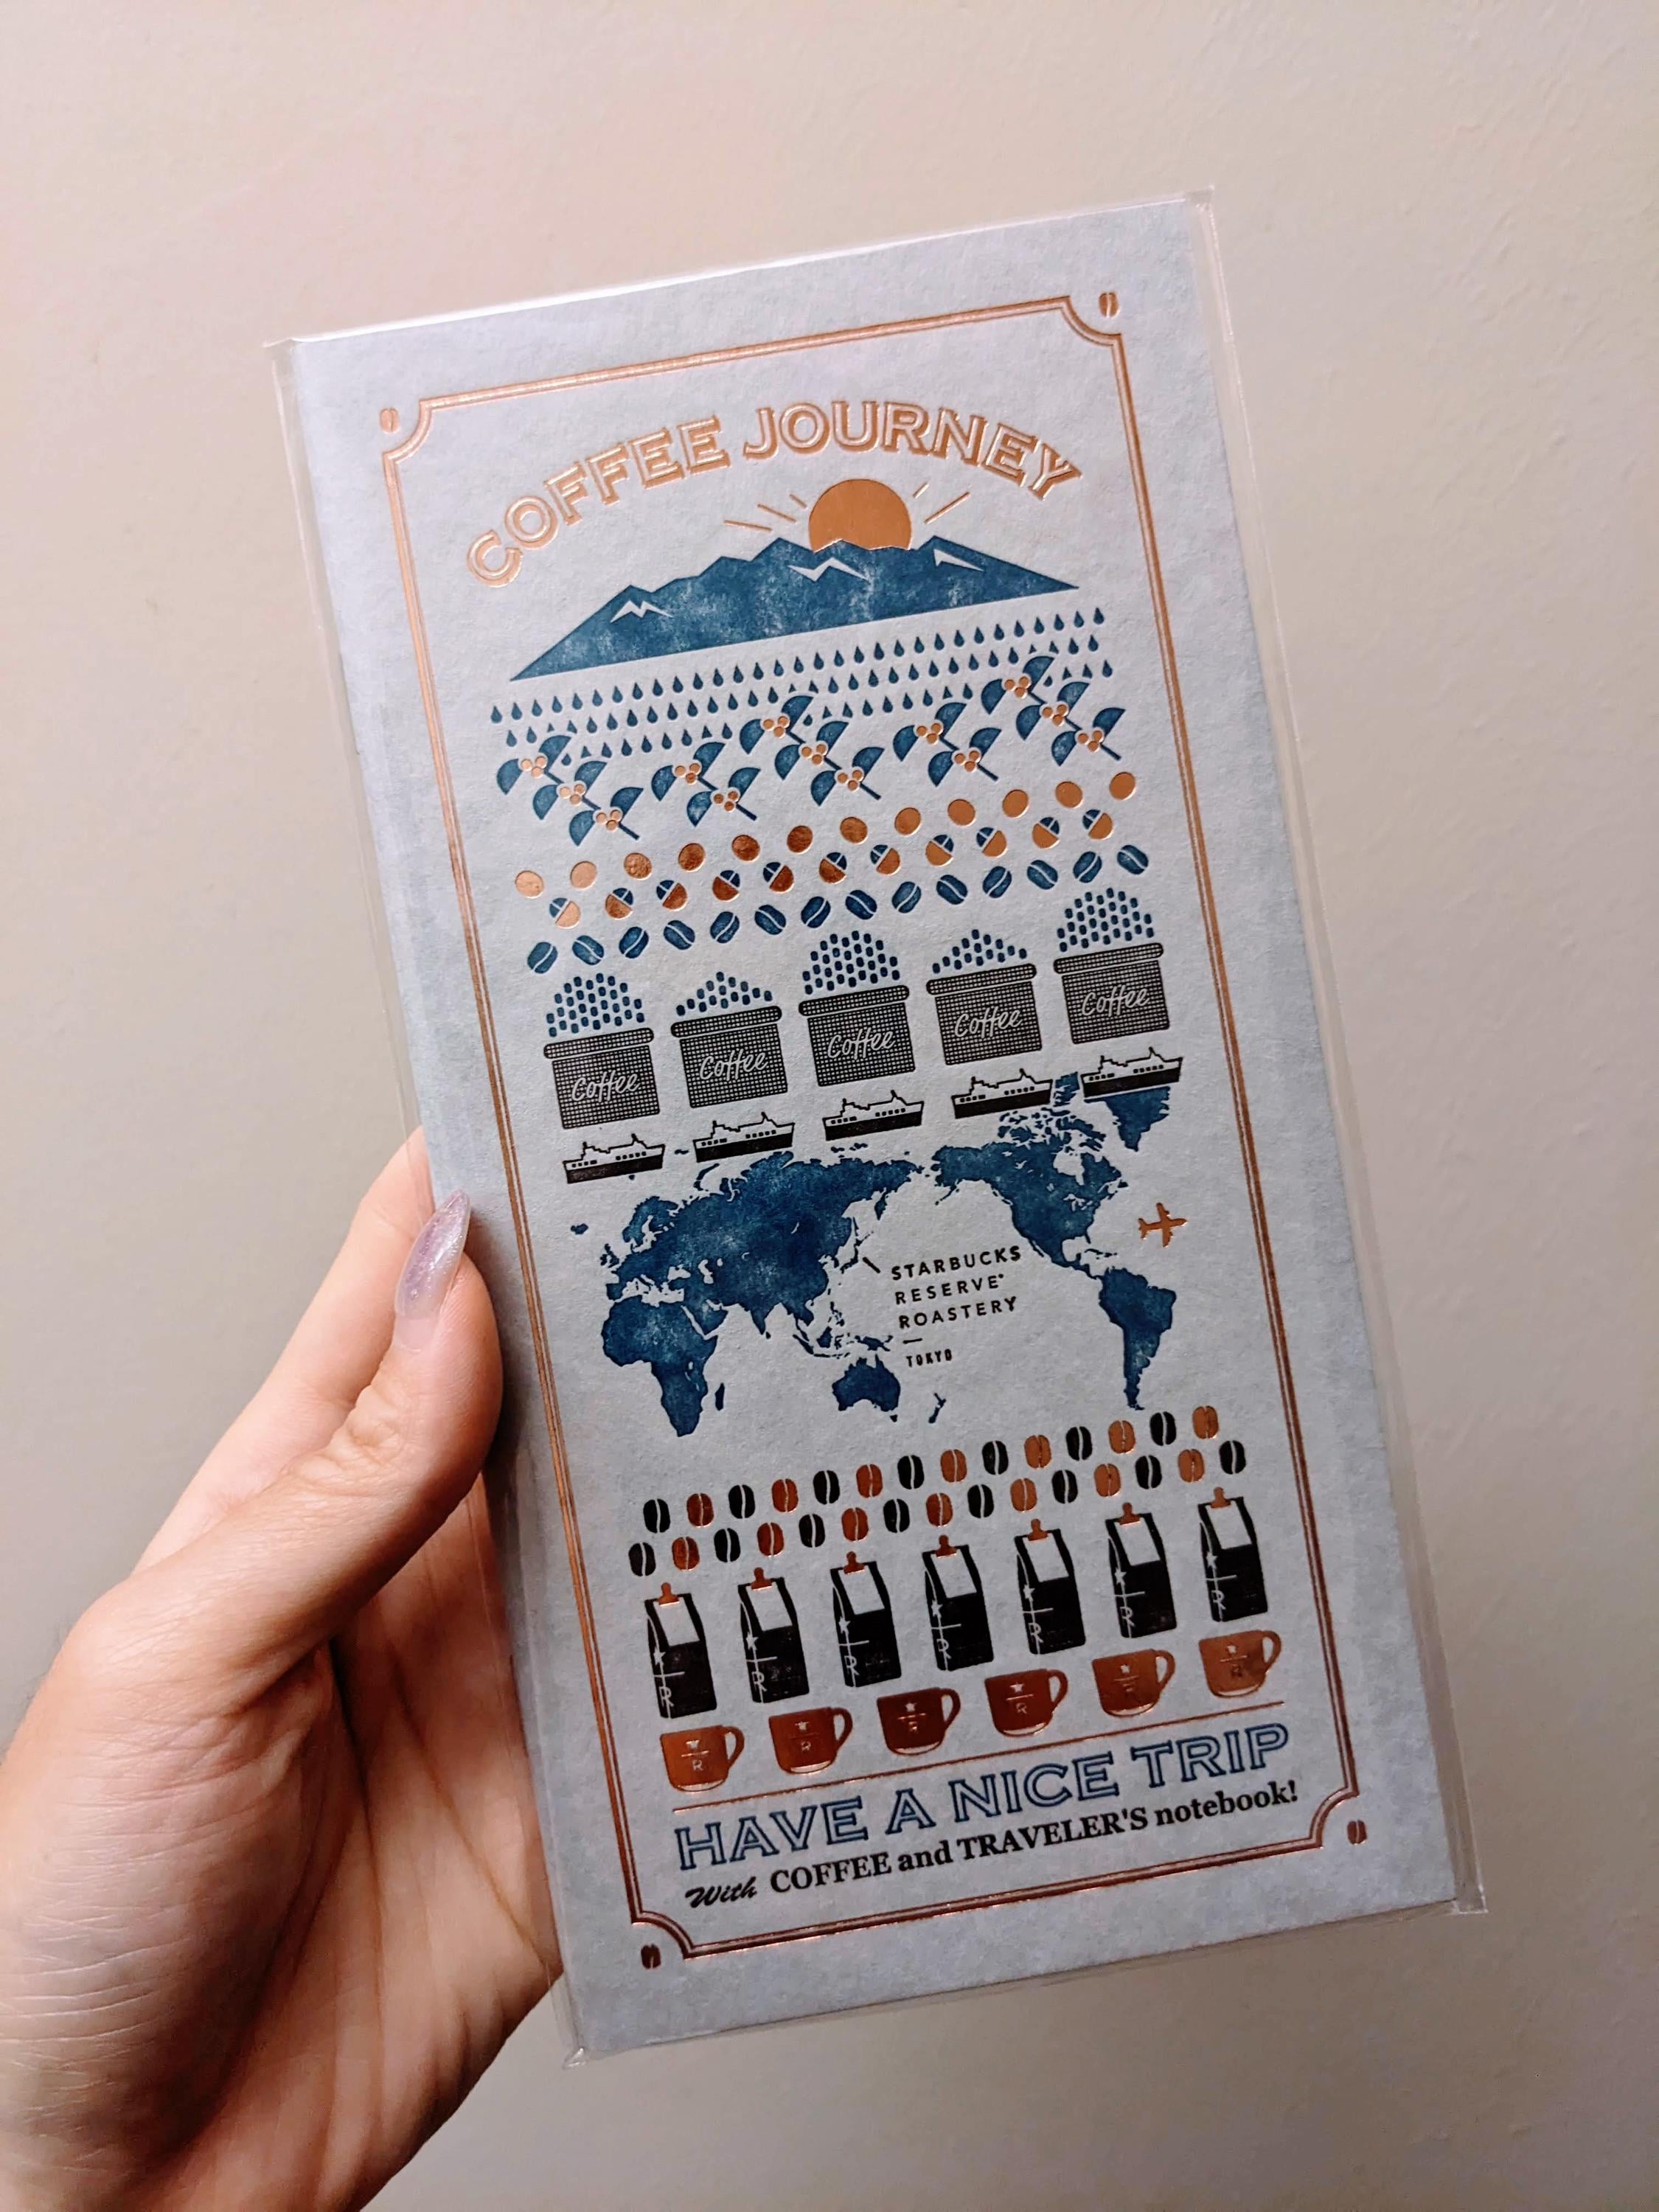 COFFEE JOURNEY
Coffee Coffee Coffee Coffee Coffee
STARBUCKS
RESERVE®
ROASTERY
TOKYO
R R R R R R R
R R R R R R
HAVE A NICE TRIP
With COFFEE and TRAVELER'S notebook!